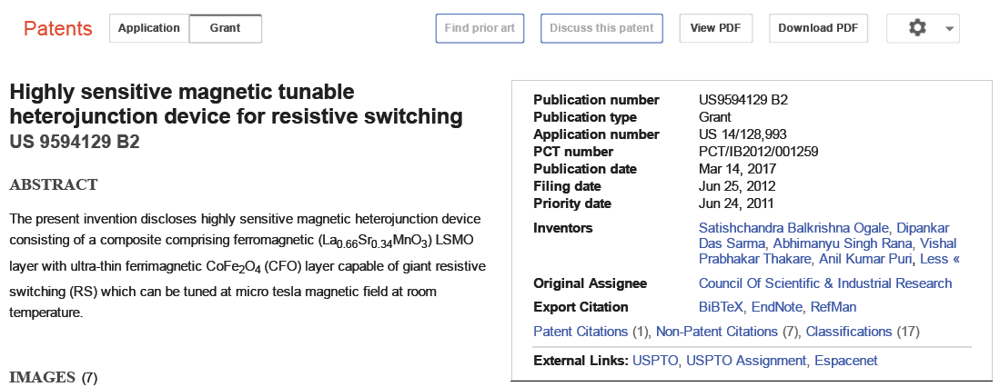 Patents Application Grant Find prior art Discuss this patent View PDF Download PDF
Highly sensitive magnetic tunable
heterojunction device for resistive switching
US 9594129 B2
ABSTRACT
The present invention discloses highly sensitive magnetic heterojunction device
consisting of a composite comprising ferromagnetic (La0.66Sr0.34MnO3) LSMO
layer with ultra-thin ferrimagnetic CoFe2O4 (CFO) layer capable of giant resistive
switching (RS) which can be tuned at micro tesla magnetic field at room
temperature.
IMAGES (7)
Publication number US9594129 B2
Publication type Grant
Application number US 14/128,993
PCT number PCT/IB2012/001259
Publication date Mar 14, 2017
Filing date Jun 25, 2012
Priority date Jun 24, 2011
Inventors Satishchandra Balkrishna Ogale, Dipankar
Das Sarma, Abhimanyu Singh Rana, Vishal
Prabhakar Thakare, Anil Kumar Puri, Less «
Original Assignee Council Of Scientific & Industrial Research
Export Citation BiBTeX, EndNote, RefMan
Patent Citations (1), Non-Patent Citations (7), Classifications (17)
External Links: USPTO, USPTO Assignment, Espacenet